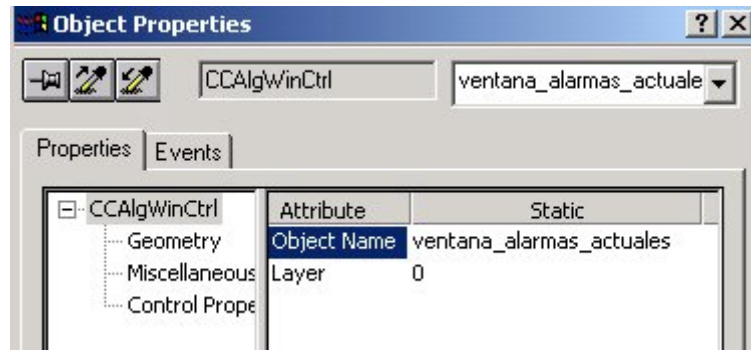 Object Properties
CCAlgWinCtrl ventana_alarmas_actuale
Properties Events
CCAlgWinCtrl Attribute Static
Geometry Object Name ventana_alarmas_actuales
Miscellaneous Layer 0
Control Prope